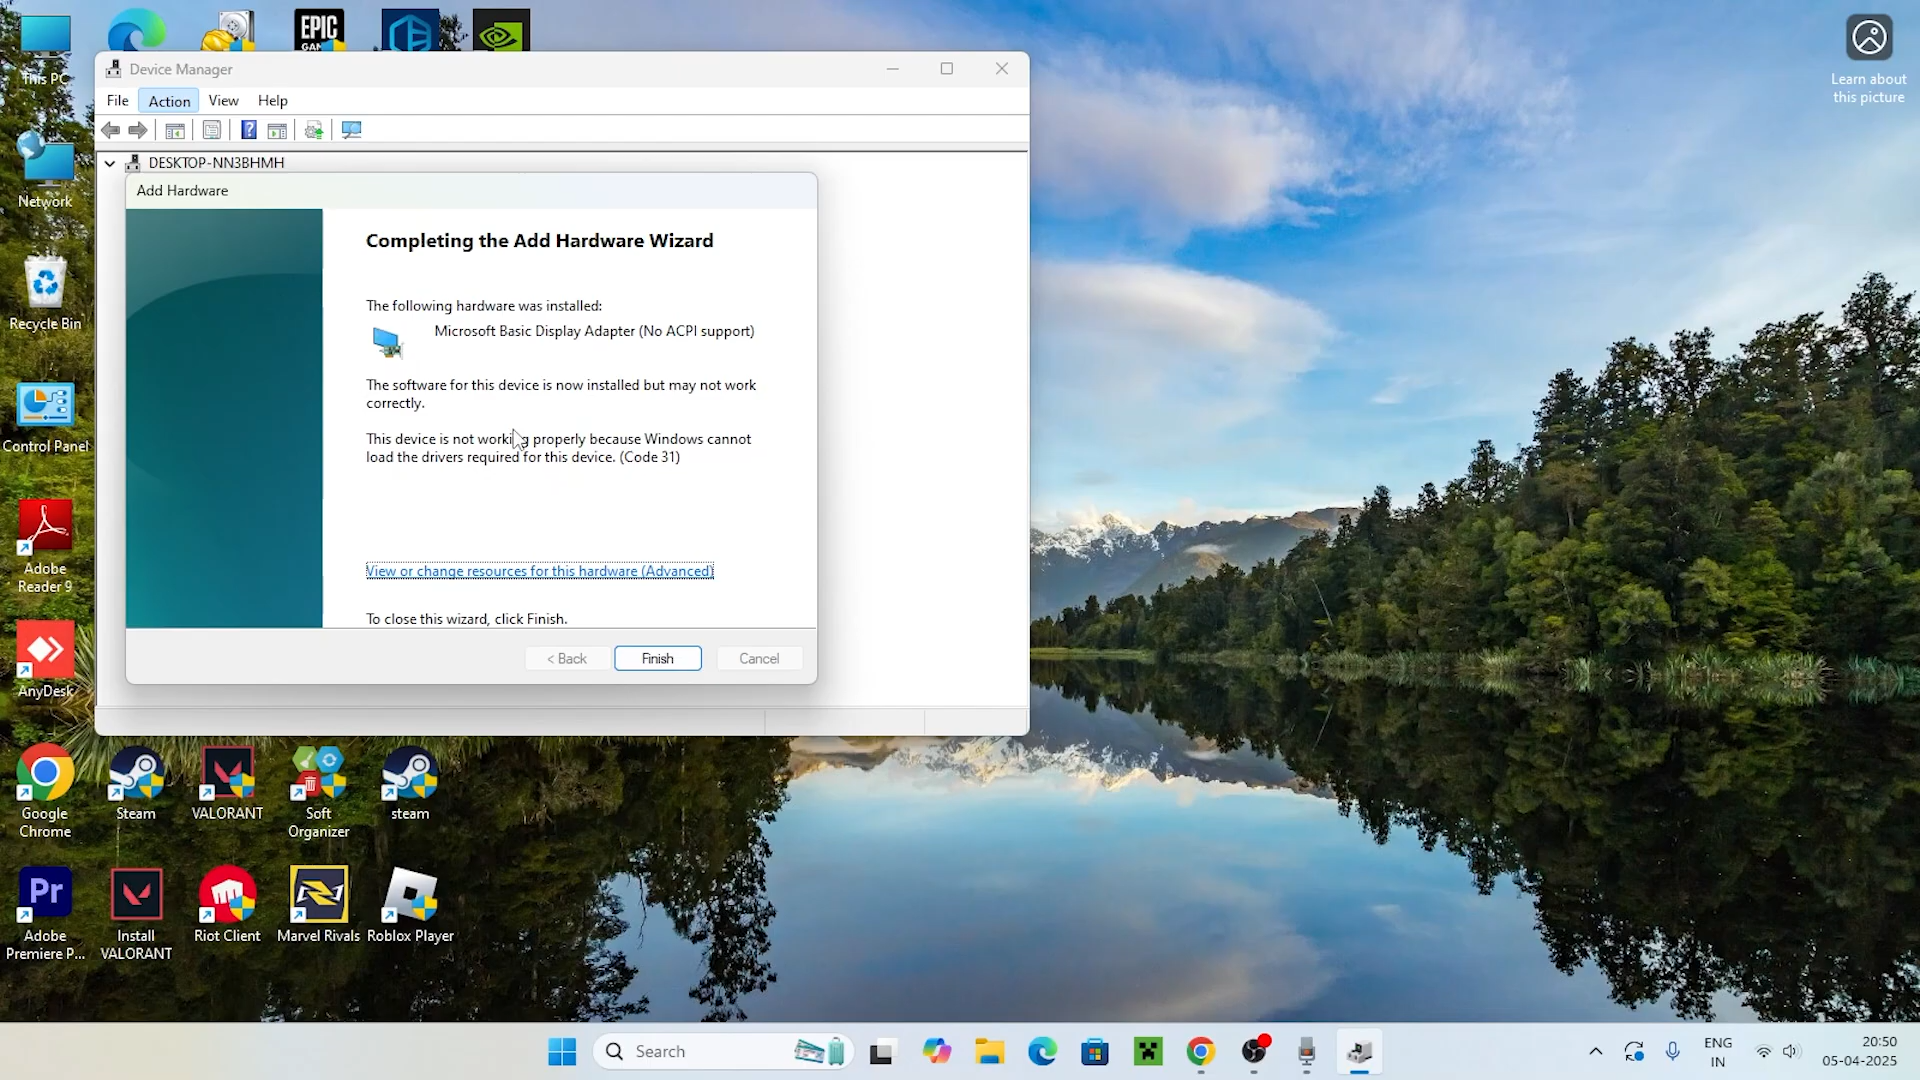 This PC
EPIC
GAM
Learn about
this picture
Device Manager
File Action View Help
DESKTOP-NN3BHMH
Network
Add Hardware
Completing the Add Hardware Wizard
The following hardware was installed:
Microsoft Basic Display Adapter (No ACPI support)
The software for this device is now installed but may not work
correctly.
This device is not working properly because Windows cannot
load the drivers required for this device. (Code 31)
View or change resources for this hardware (Advanced)
To close this wizard, click Finish.
< Back Finish Cancel
Recycle Bin
Control Panel
Adobe
Reader 9
AnyDesk
Google
Chrome
Steam
VALORANT
Soft
Organizer
steam
Pr
Adobe
Premiere P...
Install
VALORANT
Riot Client
Marvel Rivals
Roblox Player
Search
ENG
IN
20:50
05-04-2025